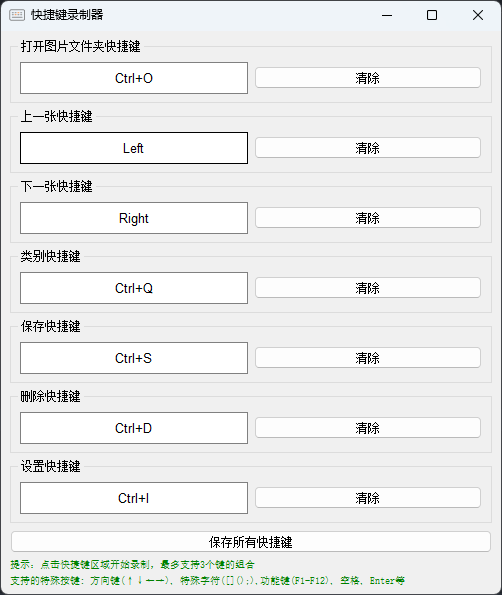 快捷键录制器
打开图片文件夹快捷键
Ctrl+O 清除
上一张快捷键
Left 清除
下一张快捷键
Right 清除
类别快捷键
Ctrl+Q 清除
保存快捷键
Ctrl+S 清除
删除快捷键
Ctrl+D 清除
设置快捷键
Ctrl+I 清除
保存所有快捷键
提示: 点击快捷键区域开始录制, 最多支持3个键的组合
支持的特殊按键: 方向键(↑↓←→)、特殊字符([]();)、功能键(F1-F12)、空格、Enter等